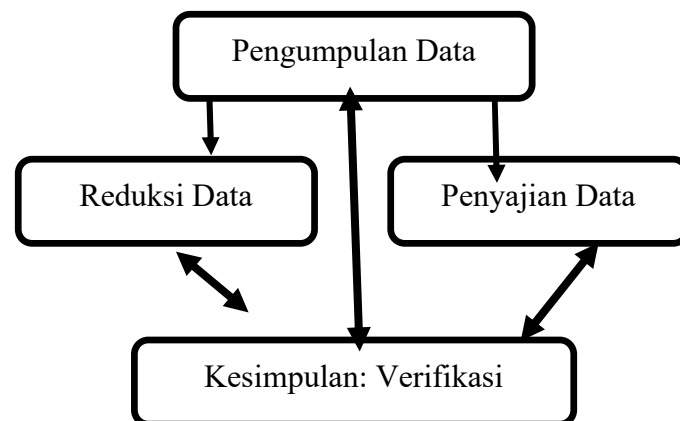 Pengumpulan Data
Reduksi Data
Penyajian Data
Kesimpulan: Verifikasi